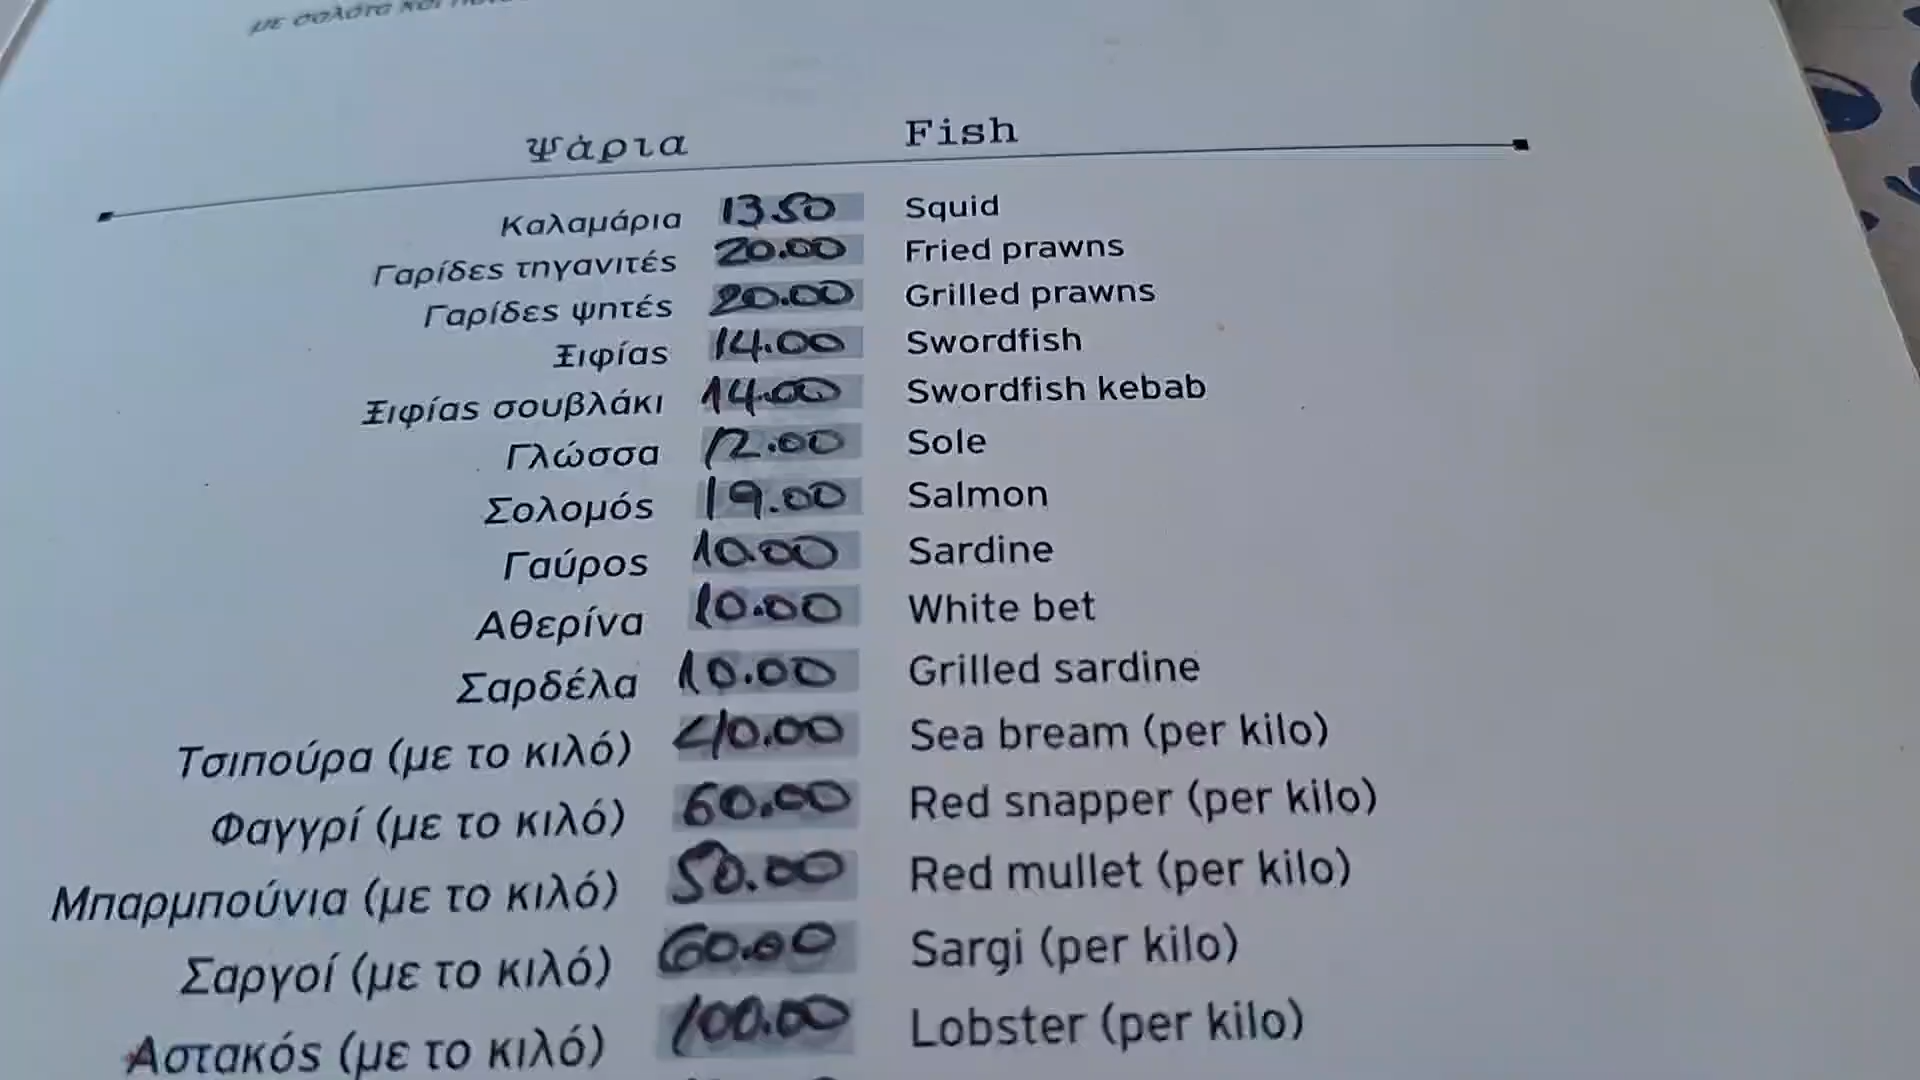 με σαλάτα και
Ψάρια Fish
Καλαμάρια 13.50 Squid
Γαρίδες τηγανιτές 20.00 Fried prawns
Γαρίδες ψητές 20.00 Grilled prawns
Ξιφίας 14.00 Swordfish
Ξιφίας σουβλάκι 14.00 Swordfish kebab
Γλώσσα 12.00 Sole
Σολομός 19.00 Salmon
Γαύρος 10.00 Sardine
Αθερίνα 10.00 White bet
Σαρδέλα 10.00 Grilled sardine
Τσιπούρα (με το κιλό) 40.00 Sea bream (per kilo)
Φαγγρί (με το κιλό) 60.00 Red snapper (per kilo)
Μπαρμπούνια (με το κιλό) 50.00 Red mullet (per kilo)
Σαργοί (με το κιλό) 60.00 Sargi (per kilo)
Αστακός (με το κιλό) 100.00 Lobster (per kilo)